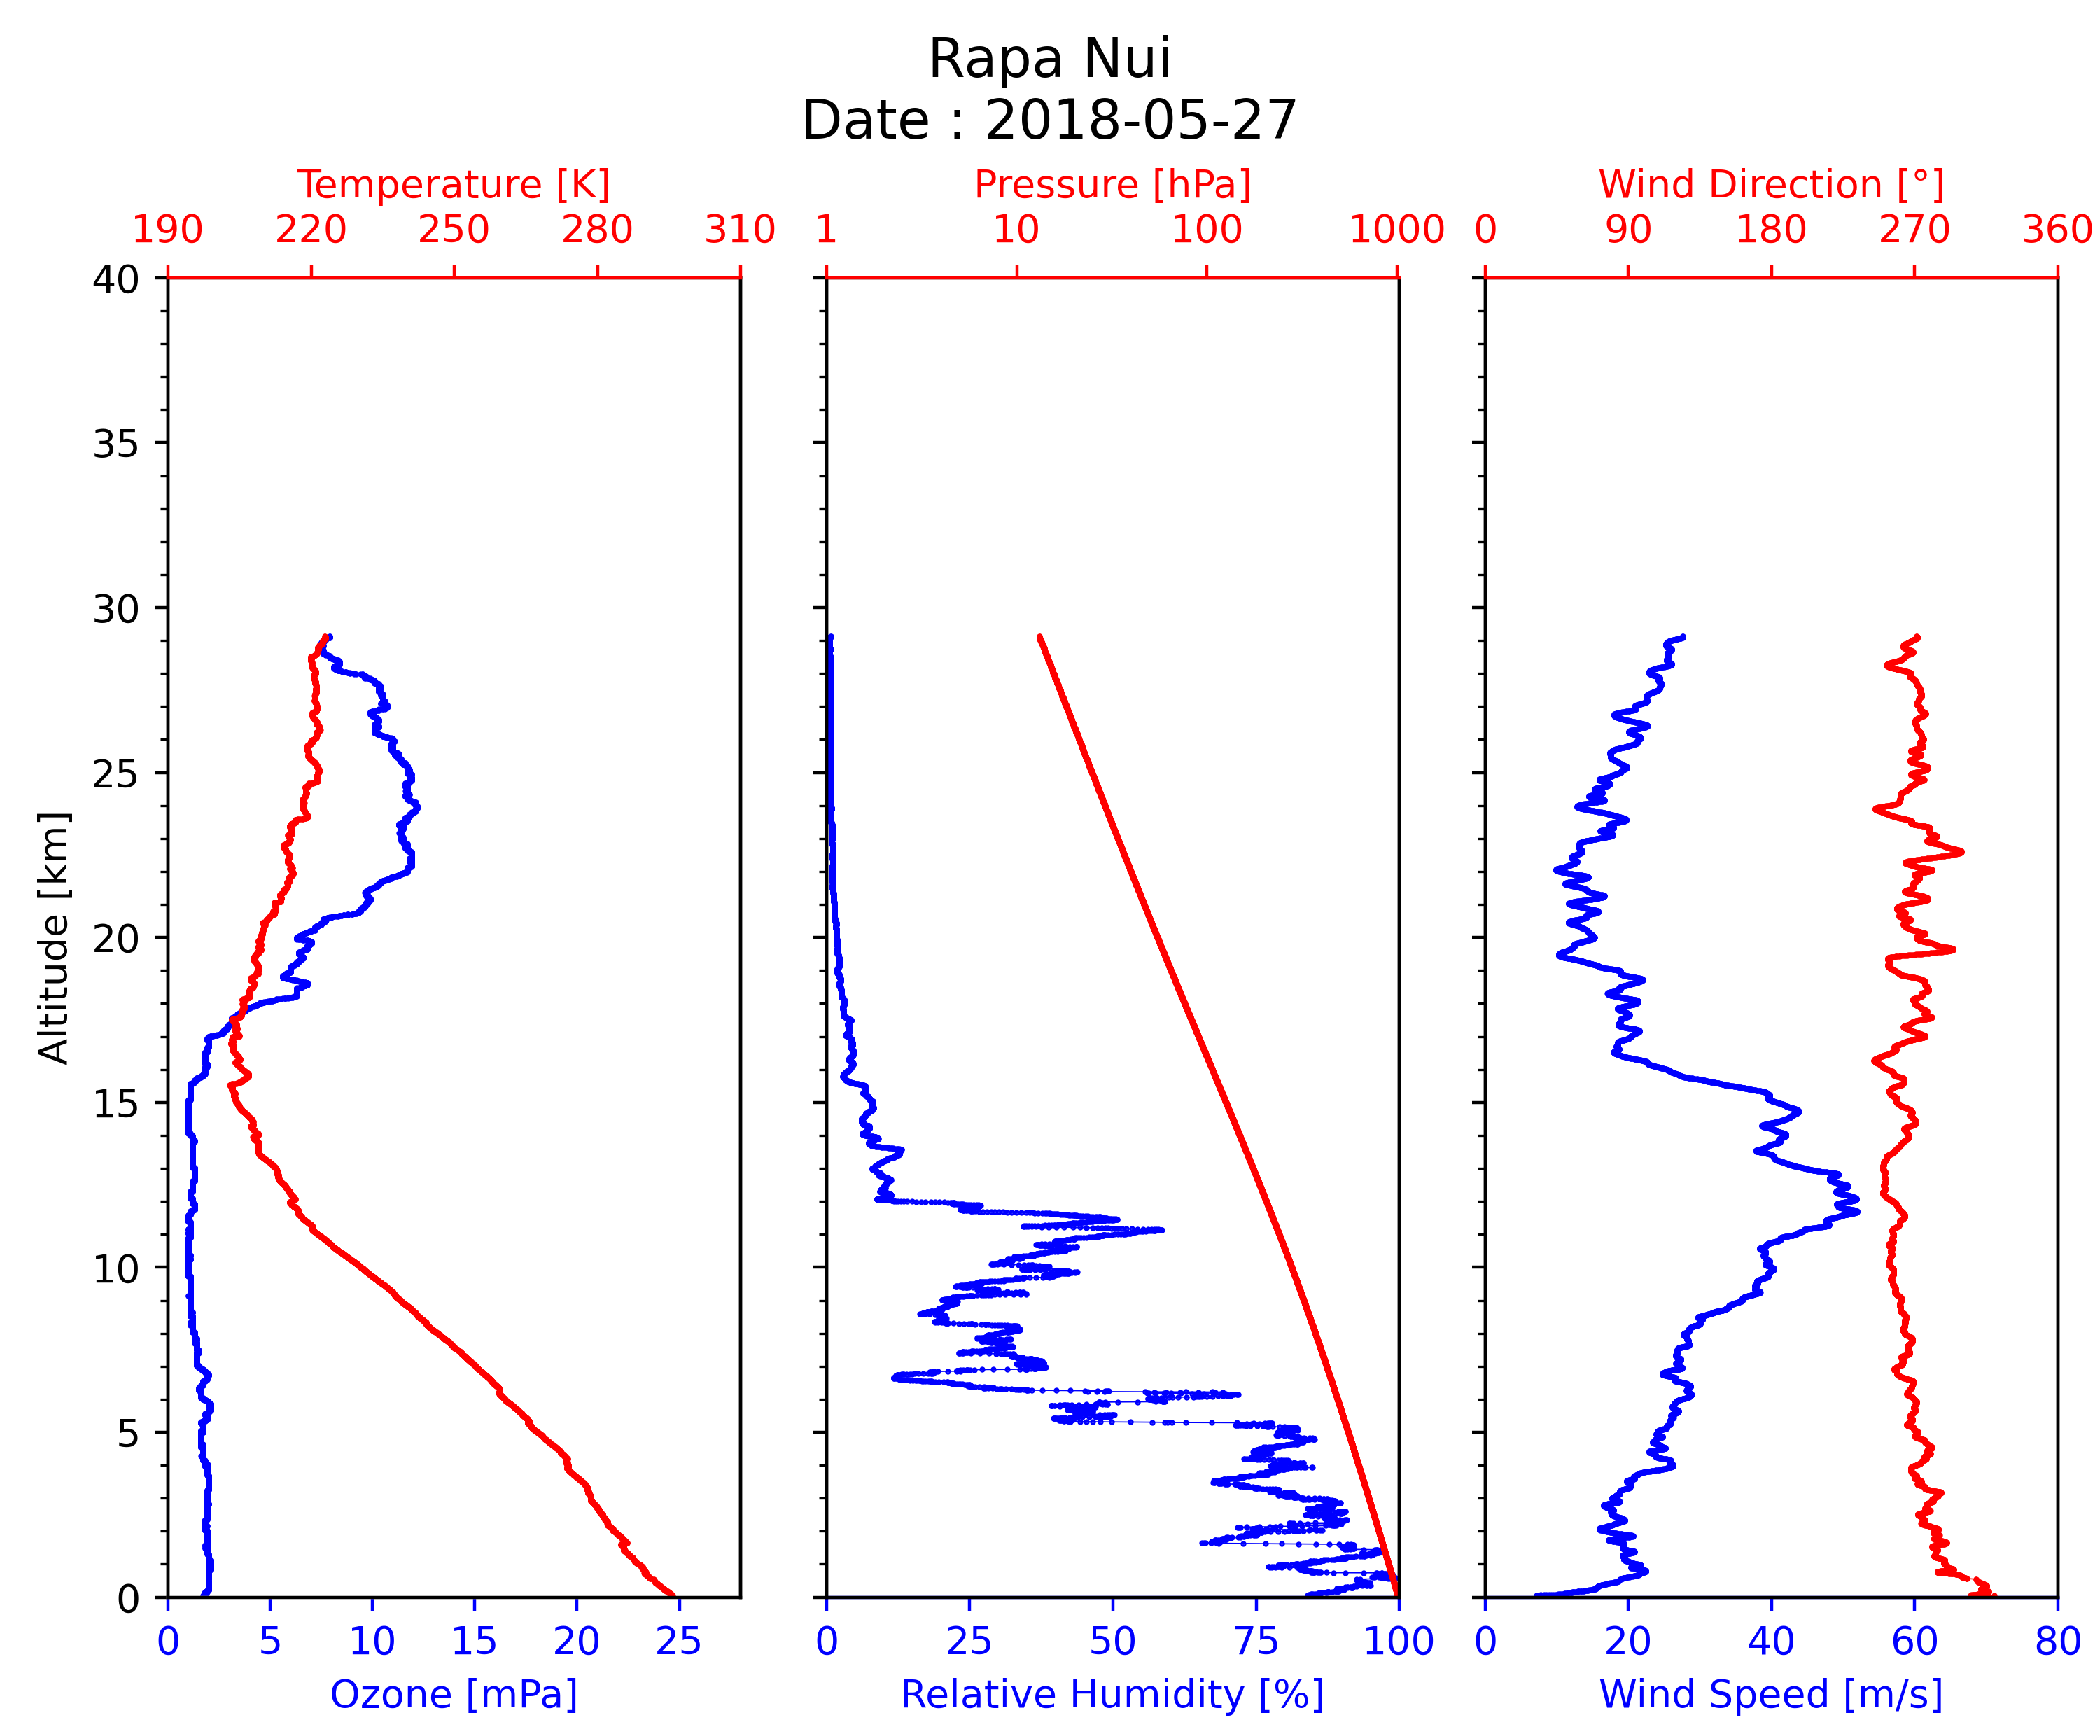 Rapa Nui
Date : 2018-05-27
Temperature [K] Pressure [hPa] Wind Direction [°]
190 220 250 280 310 1 10 100 1000 0 90 180 270 360
40
35
30
25
20
15
10
5
0
Altitude [km]
0 5 10 15 20 25 0 25 50 75 100 0 20 40 60 80
Ozone [mPa] Relative Humidity [%] Wind Speed [m/s]